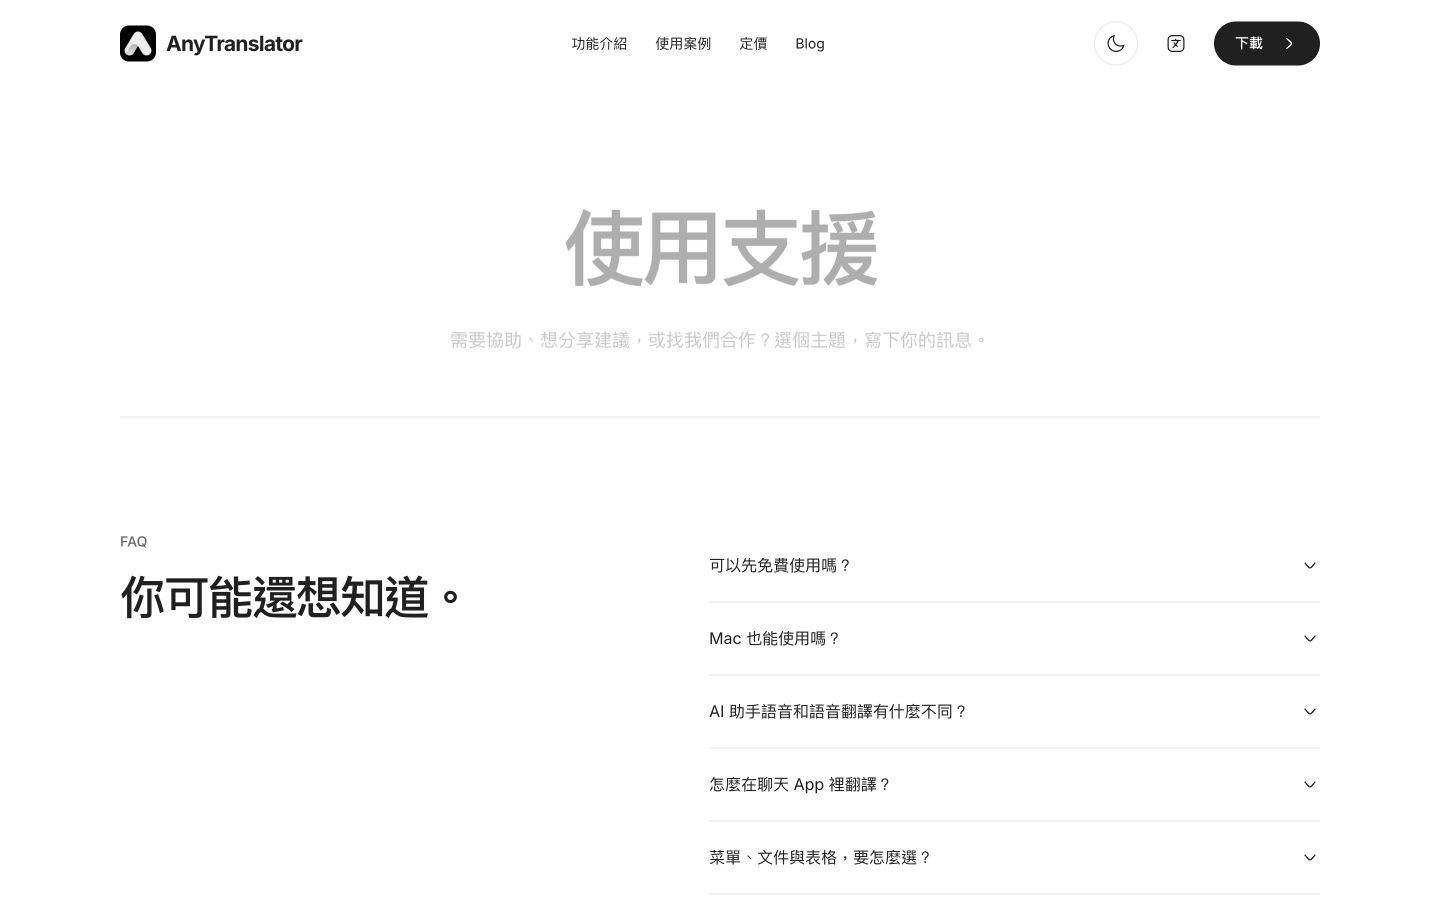 AnyTranslator
功能介紹
使用案例
定價
Blog
下載
使用支援
需要協助、想分享建議，或找我們合作？選個主題，寫下你的訊息。
FAQ
你可能還想知道。
可以先免費使用嗎？
Mac 也能使用嗎？
AI 助手語音和語音翻譯有什麼不同？
怎麼在聊天 App 裡翻譯？
菜單、文件與表格，要怎麼選？